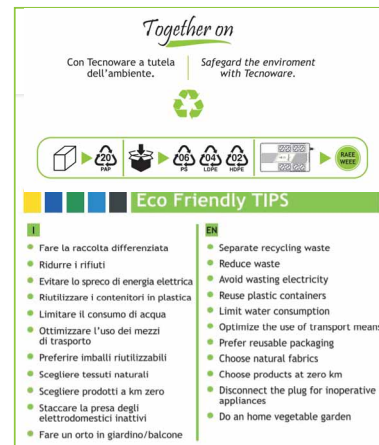 Together on
Con Tecnoware a tutela
dell'ambiente.
Safegard the enviroment
with Tecnoware.
20
PAP
06
PS
04
LDPE
02
HDPE
RAEE
WEEE
Eco Friendly TIPS
I
Fare la raccolta differenziata
Ridurre i rifiuti
Evitare lo spreco di energia elettrica
Riutilizzare i contenitori in plastica
Limitare il consumo di acqua
Ottimizzare l'uso dei mezzi
di trasporto
Preferire imballi riutilizzabili
Scegliere tessuti naturali
Scegliere prodotti a km zero
Staccare la presa degli
elettrodomestici inattivi
Fare un orto in giardino/balcone
EN
Separate recycling waste
Reduce waste
Avoid wasting electricity
Reuse plastic containers
Limit water consumption
Optimize the use of transport means
Prefer reusable packaging
Choose natural fabrics
Choose products at zero km
Disconnect the plug for inoperative
appliances
Do an home vegetable garden